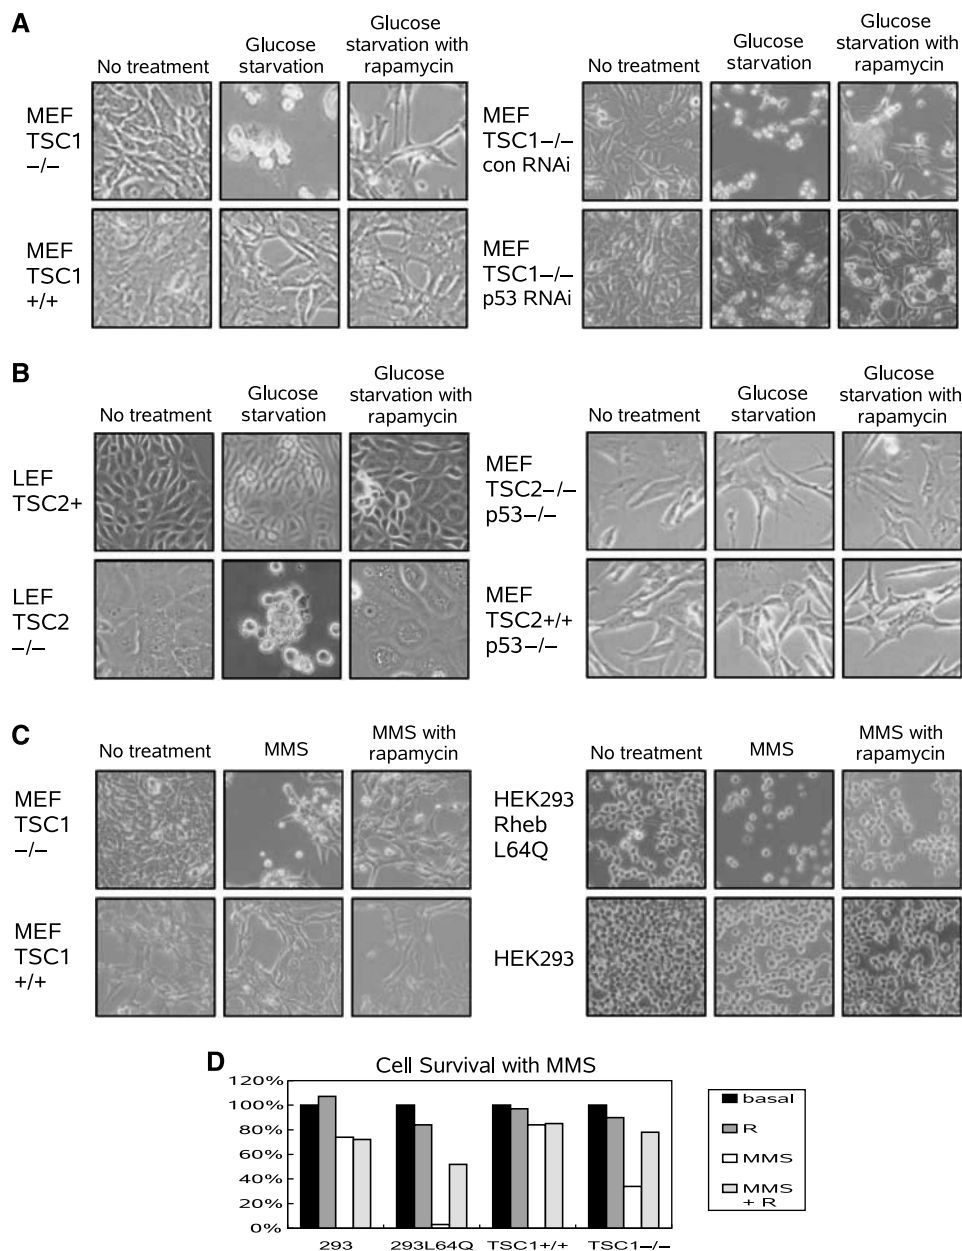 A
No treatment
Glucose
starvation
Glucose
starvation with
rapamycin
MEF
TSC1
−/−
MEF
TSC1
+/+
No treatment
Glucose
starvation
Glucose
starvation with
rapamycin
MEF
TSC1−/−
con RNAi
MEF
TSC1−/−
p53 RNAi
B
No treatment
Glucose
starvation
Glucose
starvation with
rapamycin
LEF
TSC2+
LEF
TSC2
−/−
No treatment
Glucose
starvation
Glucose
starvation with
rapamycin
MEF
TSC2−/−
p53−/−
MEF
TSC2+/+
p53−/−
C
No treatment
MMS
MMS with
rapamycin
MEF
TSC1
−/−
MEF
TSC1
+/+
No treatment
MMS
MMS with
rapamycin
HEK293
Rheb
L64Q
HEK293
D
Cell Survival with MMS
120%
100%
80%
60%
40%
20%
0%
293
293L64Q
TSC1+/+
TSC1−/−
basal
R
MMS
MMS
+ R